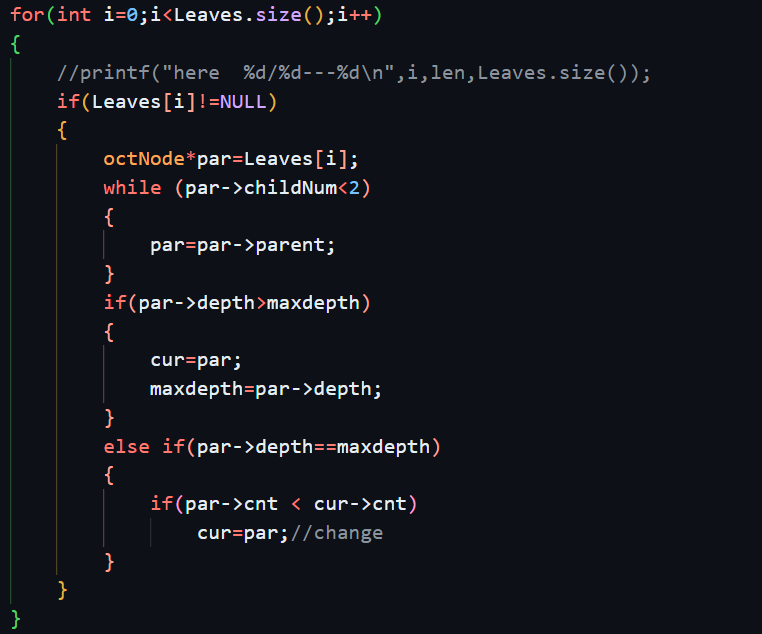 for(int i=0;i<Leaves.size();i++)
{
    //printf("here  %d/%d---%d\n",i,len,Leaves.size());
    if(Leaves[i]!=NULL)
    {
        octNode*par=Leaves[i];
        while (par->childNum<2)
        {
            par=par->parent;
        }
        if(par->depth>maxdepth)
        {
            cur=par;
            maxdepth=par->depth;
        }
        else if(par->depth==maxdepth)
        {
            if(par->cnt < cur->cnt)
                cur=par;//change
        }
    }
}